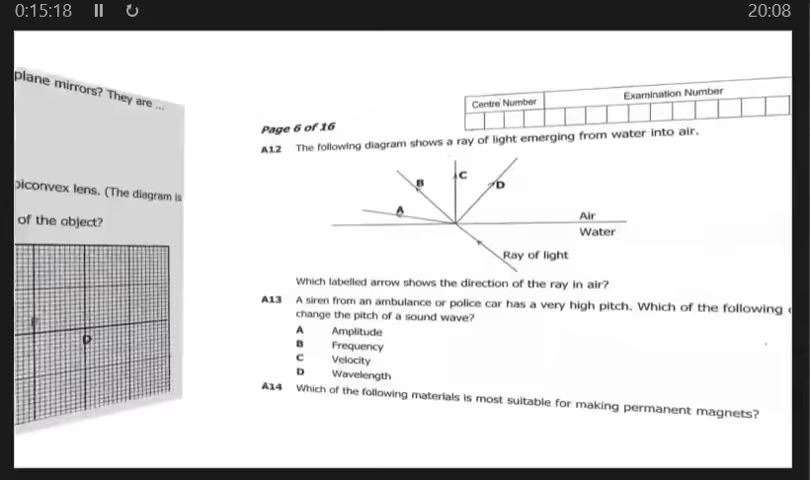 0:15:18
20:08
plane mirrors? They are ...
biconvex lens. (The diagram is
of the object?
F
D
Centre Number
Examination Number
Page 6 of 16
A12 The following diagram shows a ray of light emerging from water into air.
A
B
C
D
Air
Water
Ray of light
Which labelled arrow shows the direction of the ray in air?
A13 A siren from an ambulance or police car has a very high pitch. Which of the following
change the pitch of a sound wave?
A Amplitude
B Frequency
C Velocity
D Wavelength
A14 Which of the following materials is most suitable for making permanent magnets?